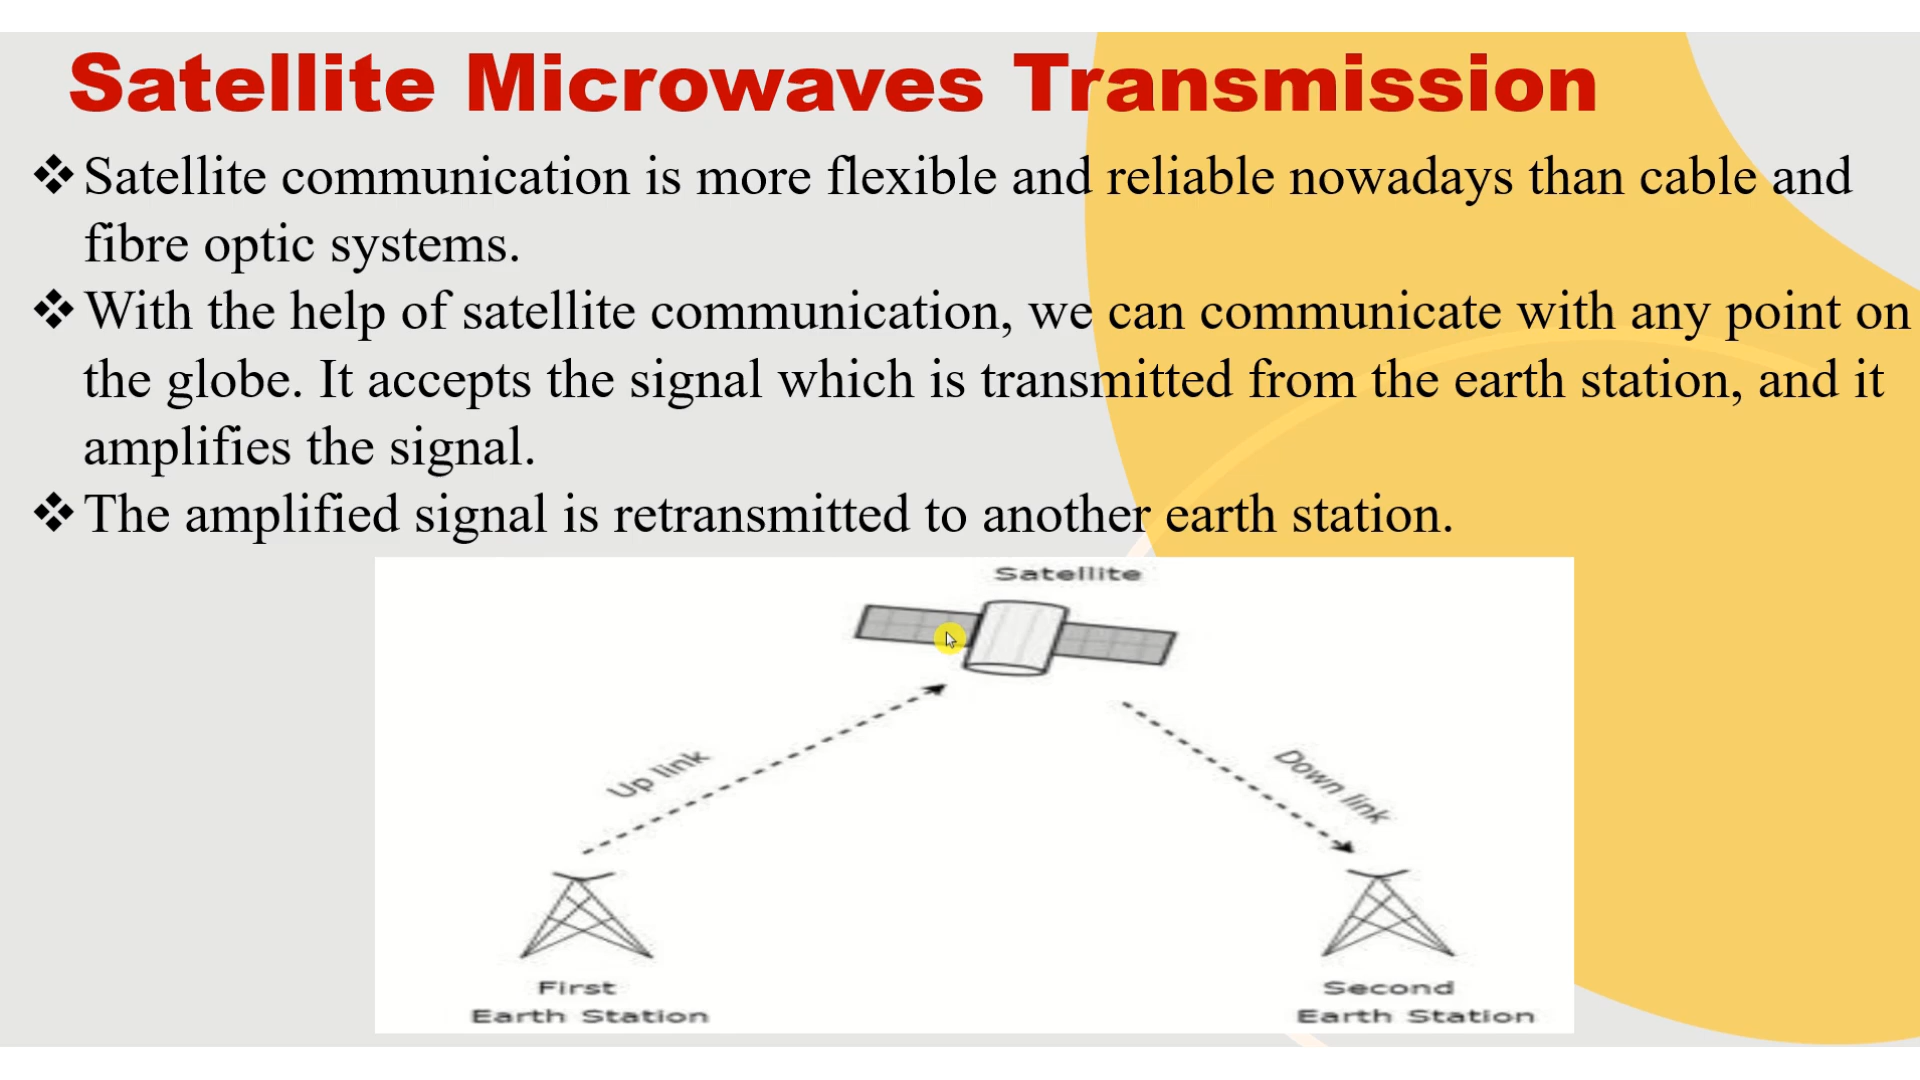 Satellite Microwaves Transmission
❖ Satellite communication is more flexible and reliable nowadays than cable and
fibre optic systems.
❖ With the help of satellite communication, we can communicate with any point on
the globe. It accepts the signal which is transmitted from the earth station, and it
amplifies the signal.
❖ The amplified signal is retransmitted to another earth station.
Satellite
Up link
Down link
First
Earth Station
Second
Earth Station